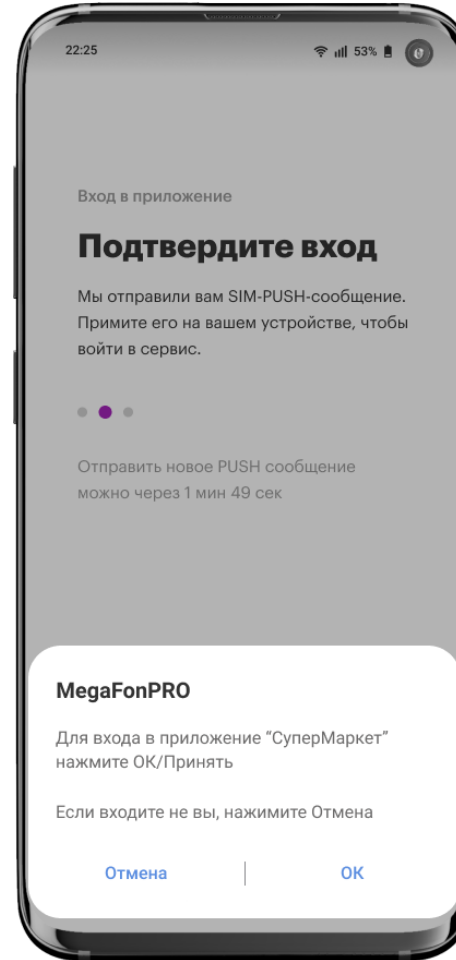 22:25
53%
Вход в приложение
Подтвердите вход
Мы отправили вам SIM-PUSH-сообщение.
Примите его на вашем устройстве, чтобы
войти в сервис.
Отправить новое PUSH сообщение
можно через 1 мин 49 сек
MegaFonPRO
Для входа в приложение “СуперМаркет”
нажмите ОК/Принять
Если входите не вы, нажимите Отмена
Отмена
ОК